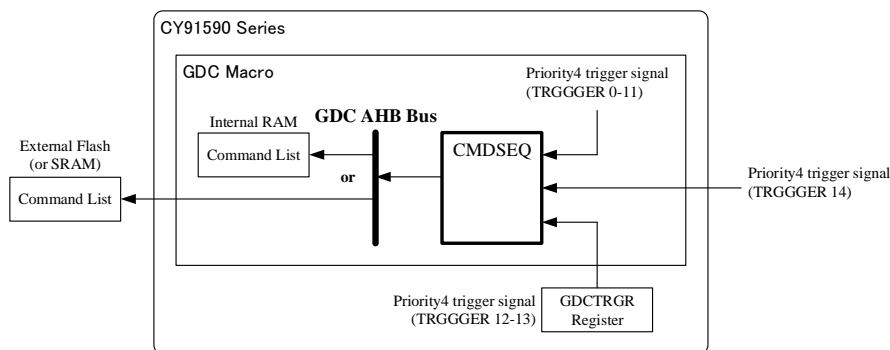 CY91590 Series
GDC Macro
Priority4 trigger signal
(TRGGGER 0-11)
GDC AHB Bus
Internal RAM
Command List
CMDSEQ
External Flash
(or SRAM)
Command List
or
Priority4 trigger signal
(TRGGGER 14)
Priority4 trigger signal
(TRGGGER 12-13)
GDCTRGR
Register